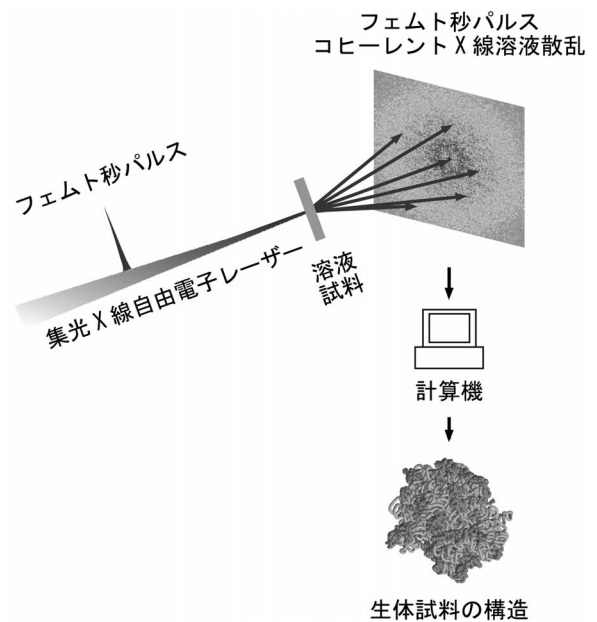 フェムト秒パルス
コヒーレントX線溶液散乱
フェムト秒パルス
集光X線自由電子レーザー
溶液
試料
計算機
生体試料の構造